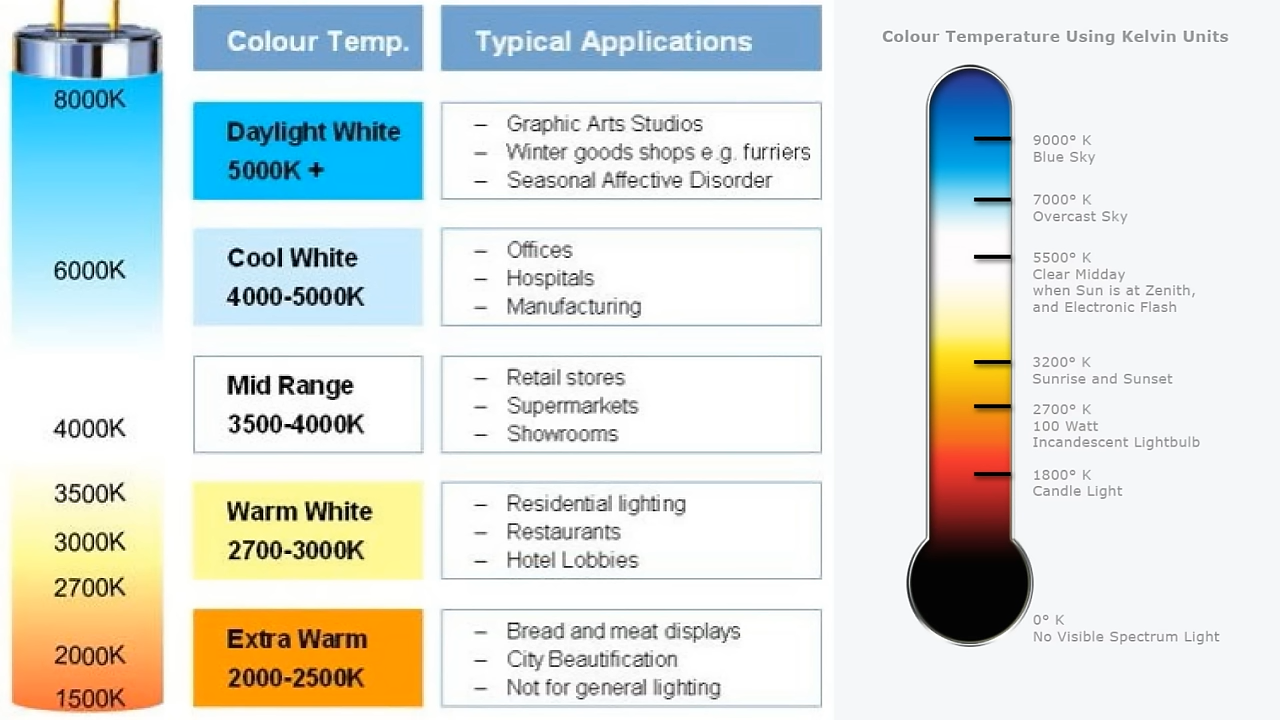 8000K
6000K
4000K
3500K
3000K
2700K
2000K
1500K
Colour Temp.
Typical Applications
Daylight White
5000K +
– Graphic Arts Studios
– Winter goods shops e.g. furriers
– Seasonal Affective Disorder
Cool White
4000-5000K
– Offices
– Hospitals
– Manufacturing
Mid Range
3500-4000K
– Retail stores
– Supermarkets
– Showrooms
Warm White
2700-3000K
– Residential lighting
– Restaurants
– Hotel Lobbies
Extra Warm
2000-2500K
– Bread and meat displays
– City Beautification
– Not for general lighting
Colour Temperature Using Kelvin Units
9000° K
Blue Sky
7000° K
Overcast Sky
5500° K
Clear Midday
when Sun is at Zenith,
and Electronic Flash
3200° K
Sunrise and Sunset
2700° K
100 Watt
Incandescent Lightbulb
1800° K
Candle Light
0° K
No Visible Spectrum Light